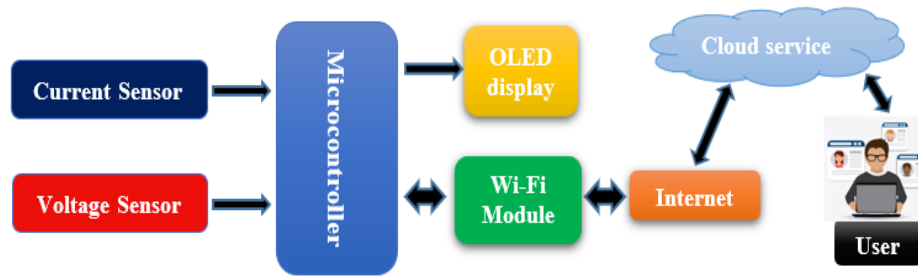 Current Sensor
Voltage Sensor
Microcontroller
OLED
display
Wi-Fi
Module
Internet
Cloud service
User